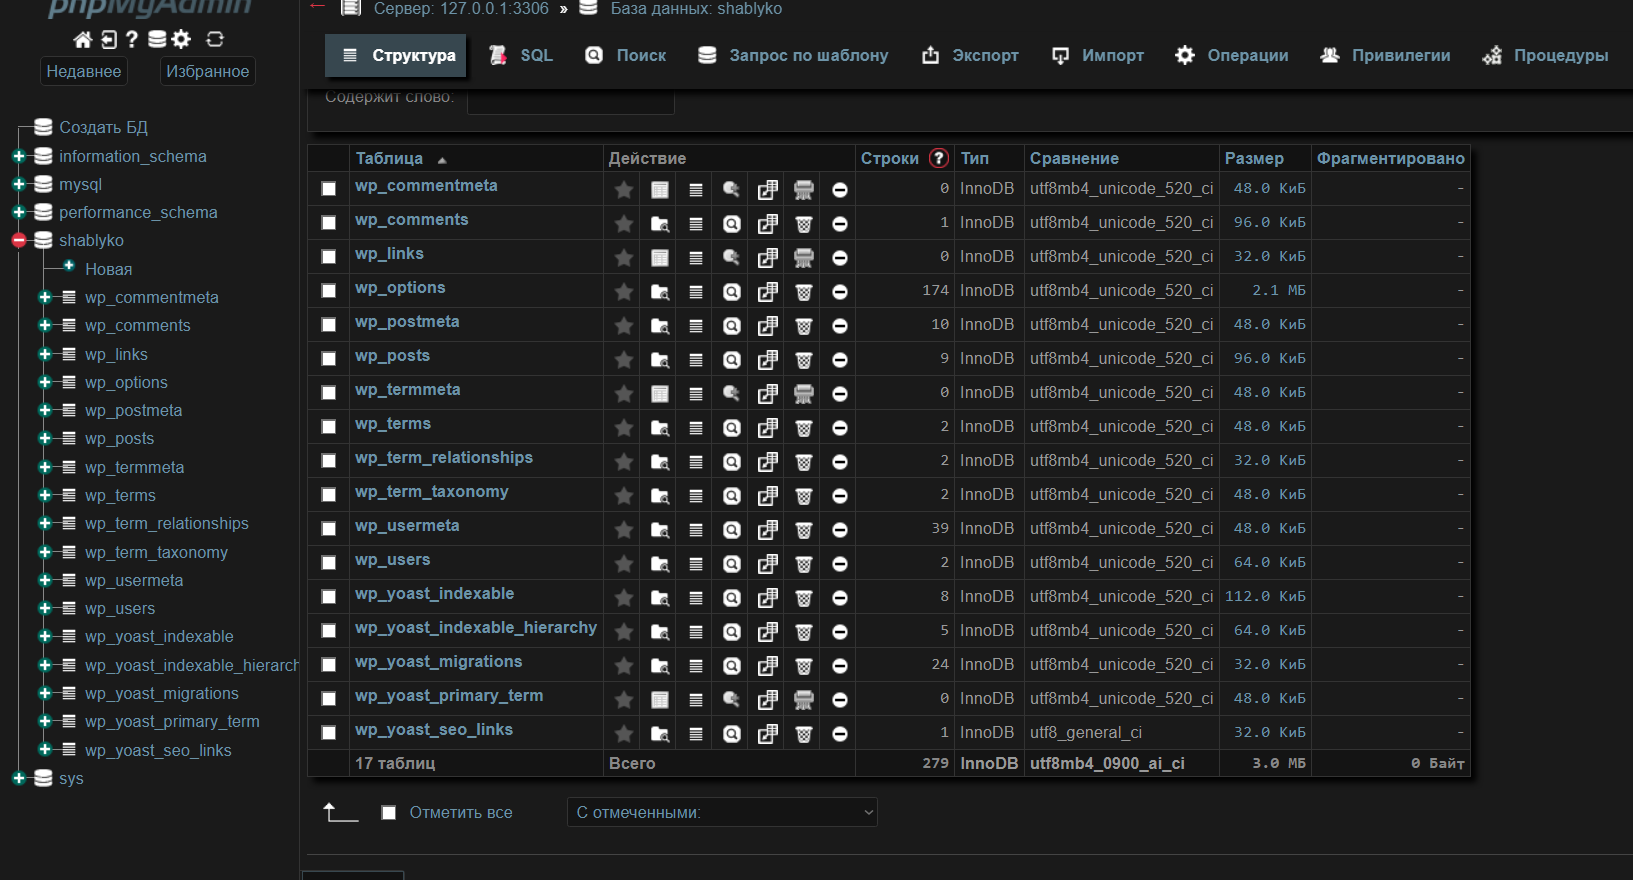 phpMyAdmin
Недавнее Избранное
Создать БД
information_schema
mysql
performance_schema
shablyko
Новая
wp_commentmeta
wp_comments
wp_links
wp_options
wp_postmeta
wp_posts
wp_termmeta
wp_terms
wp_term_relationships
wp_term_taxonomy
wp_usermeta
wp_users
wp_yoast_indexable
wp_yoast_indexable_hierarch
wp_yoast_migrations
wp_yoast_primary_term
wp_yoast_seo_links
sys
Сервер: 127.0.0.1:3306 » База данных: shablyko
Структура SQL Поиск Запрос по шаблону Экспорт Импорт Операции Привилегии Процедуры
Содержит слово:
Таблица Действие Строки Тип Сравнение Размер Фрагментировано
wp_commentmeta 0 InnoDB utf8mb4_unicode_520_ci 48.0 КиБ -
wp_comments 1 InnoDB utf8mb4_unicode_520_ci 96.0 КиБ -
wp_links 0 InnoDB utf8mb4_unicode_520_ci 32.0 КиБ -
wp_options 174 InnoDB utf8mb4_unicode_520_ci 2.1 МБ -
wp_postmeta 10 InnoDB utf8mb4_unicode_520_ci 48.0 КиБ -
wp_posts 9 InnoDB utf8mb4_unicode_520_ci 96.0 КиБ -
wp_termmeta 0 InnoDB utf8mb4_unicode_520_ci 48.0 КиБ -
wp_terms 2 InnoDB utf8mb4_unicode_520_ci 48.0 КиБ -
wp_term_relationships 2 InnoDB utf8mb4_unicode_520_ci 32.0 КиБ -
wp_term_taxonomy 2 InnoDB utf8mb4_unicode_520_ci 48.0 КиБ -
wp_usermeta 39 InnoDB utf8mb4_unicode_520_ci 48.0 КиБ -
wp_users 2 InnoDB utf8mb4_unicode_520_ci 64.0 КиБ -
wp_yoast_indexable 8 InnoDB utf8mb4_unicode_520_ci 112.0 КиБ -
wp_yoast_indexable_hierarchy 5 InnoDB utf8mb4_unicode_520_ci 64.0 КиБ -
wp_yoast_migrations 24 InnoDB utf8mb4_unicode_520_ci 32.0 КиБ -
wp_yoast_primary_term 0 InnoDB utf8mb4_unicode_520_ci 48.0 КиБ -
wp_yoast_seo_links 1 InnoDB utf8_general_ci 32.0 КиБ -
17 таблиц Всего 279 InnoDB utf8mb4_0900_ai_ci 3.0 МБ 0 Байт
Отметить все С отмеченными: